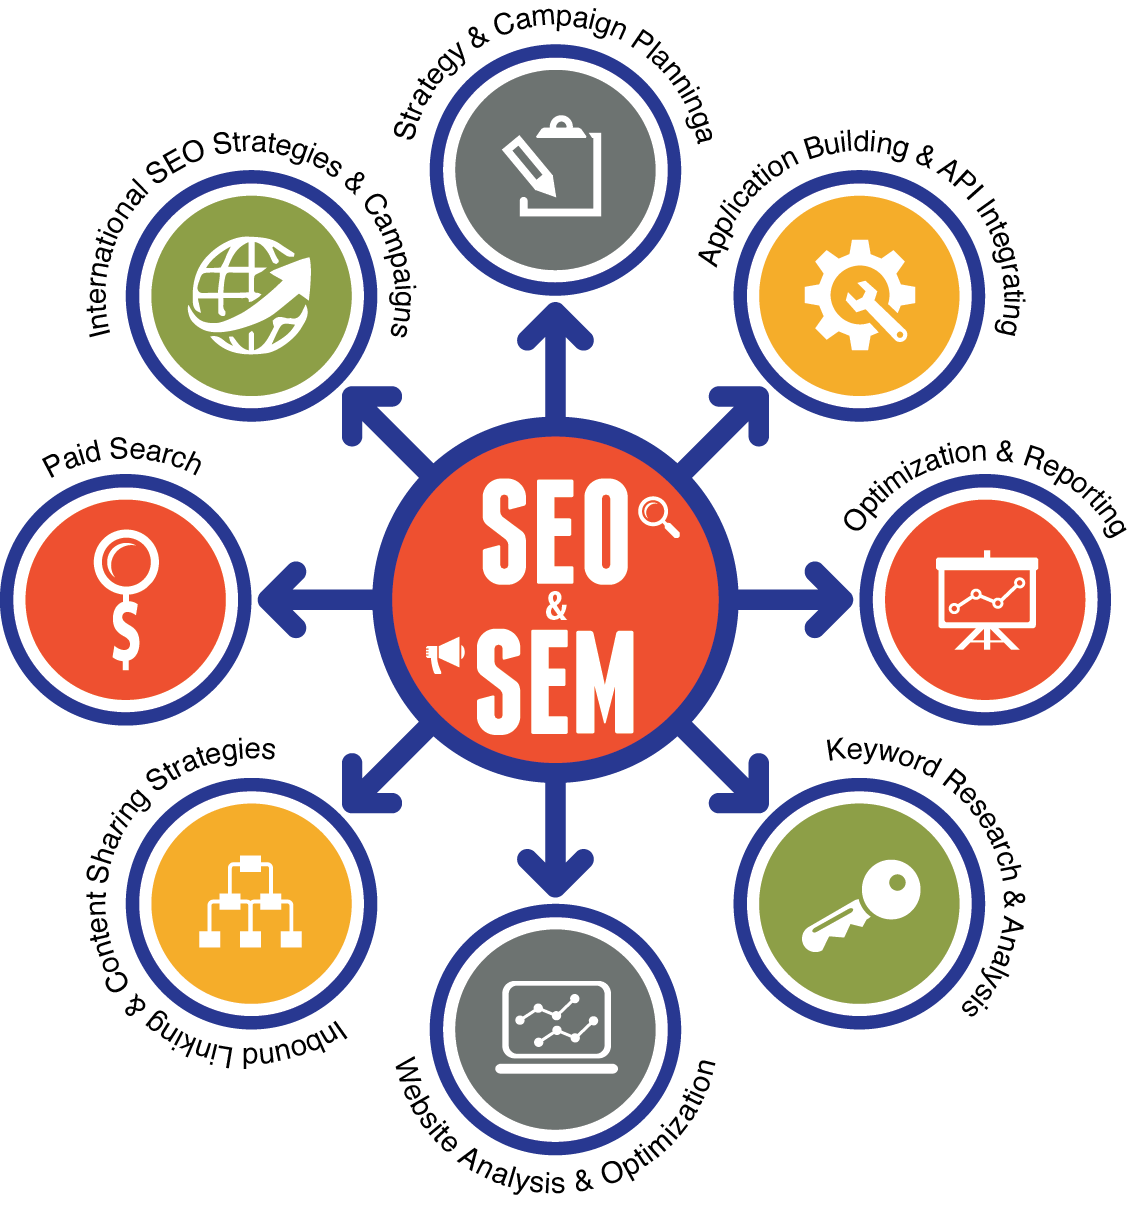 Strategy & Campaign Planninga
International SEO Strategies & Campaigns
Application Building & API Integrating
Paid Search
Optimization & Reporting
SEO
&
SEM
Inbound Linking & Content Sharing Strategies
Keyword Research & Analysis
Website Analysis & Optimization
$